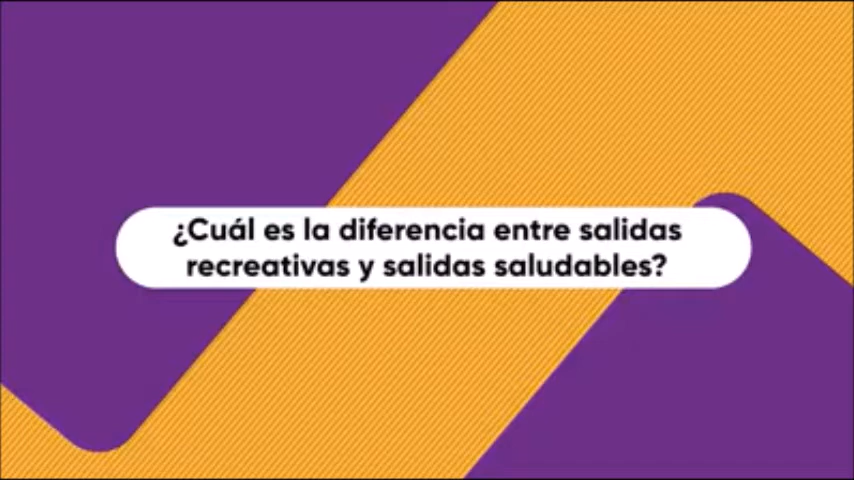 ¿Cuál es la diferencia entre salidas
recreativas y salidas saludables?